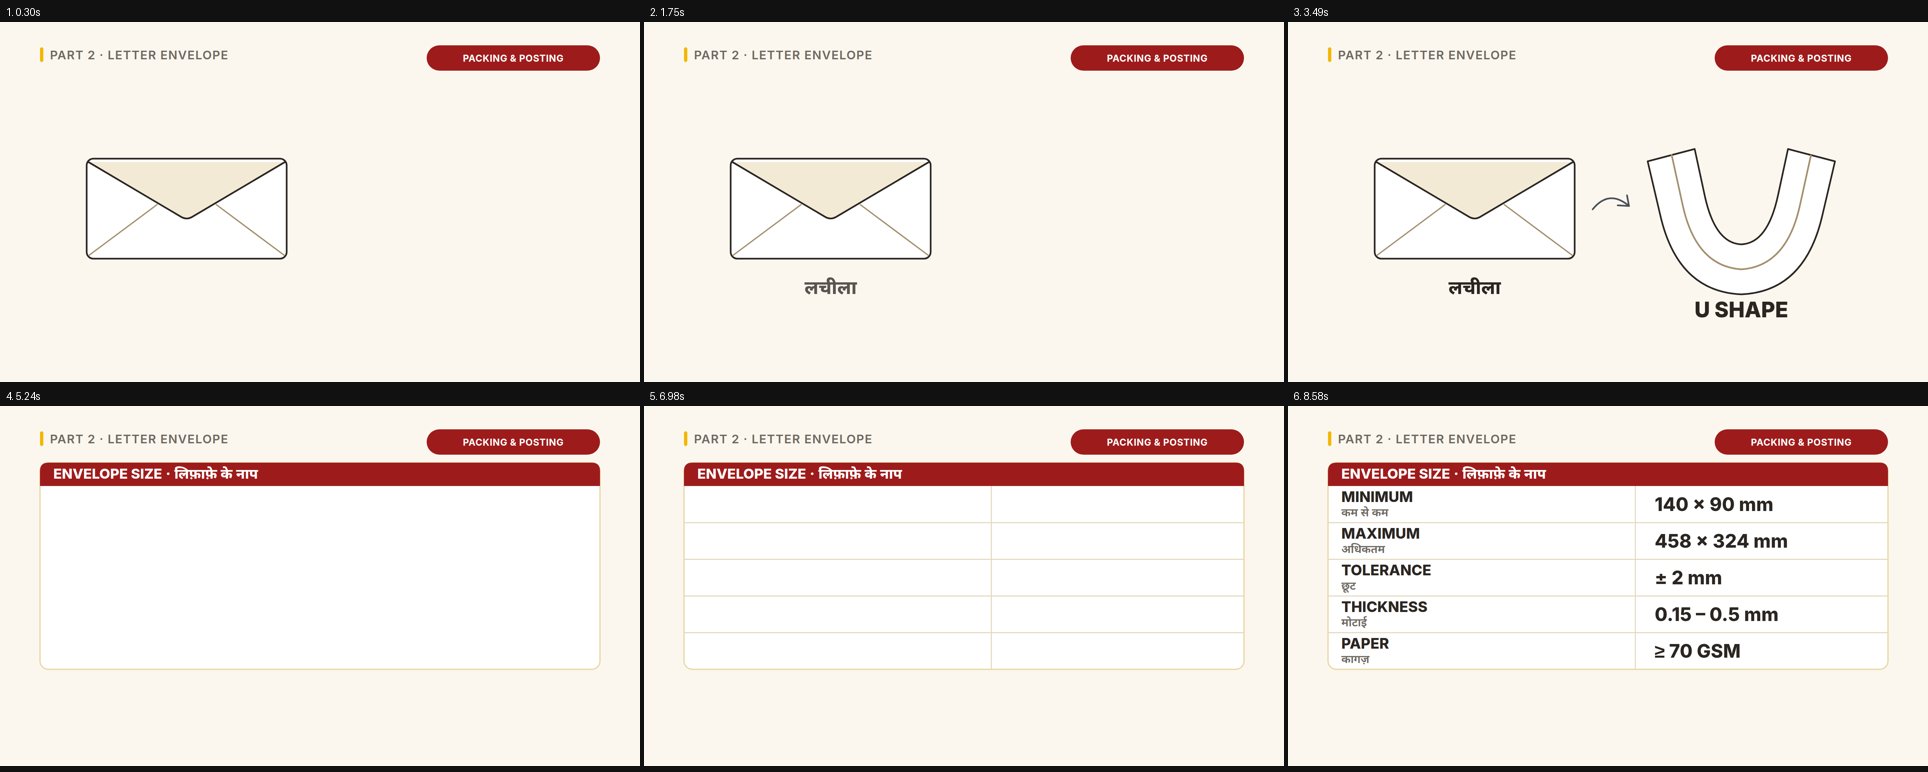 1. 0.30s
PART 2 · LETTER ENVELOPE
PACKING & POSTING
2. 1.75s
PART 2 · LETTER ENVELOPE
PACKING & POSTING
लचीला
3. 3.49s
PART 2 · LETTER ENVELOPE
PACKING & POSTING
लचीला
U SHAPE
4. 5.24s
PART 2 · LETTER ENVELOPE
PACKING & POSTING
ENVELOPE SIZE · लिफ़ाफ़े के नाप
5. 6.98s
PART 2 · LETTER ENVELOPE
PACKING & POSTING
ENVELOPE SIZE · लिफ़ाफ़े के नाप
6. 8.58s
PART 2 · LETTER ENVELOPE
PACKING & POSTING
ENVELOPE SIZE · लिफ़ाफ़े के नाप
MINIMUM
कम से कम
140 × 90 mm
MAXIMUM
अधिकतम
458 × 324 mm
TOLERANCE
छूट
± 2 mm
THICKNESS
मोटाई
0.15 – 0.5 mm
PAPER
कागज़
≥ 70 GSM